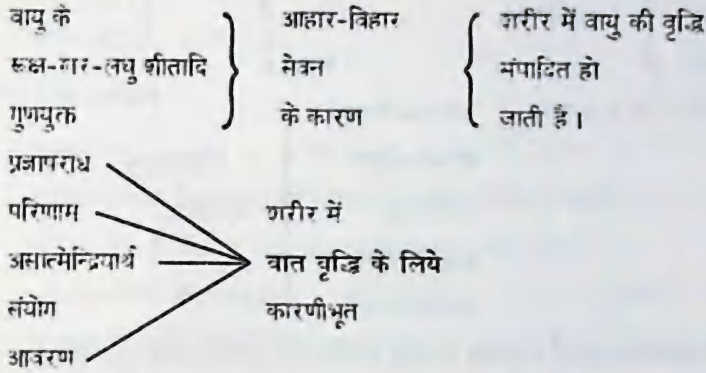 वायु के } आहार-विहार { शरीर में वायु की वृद्धि
रूक्ष-खर-लघु शीतादि } सेवन { संपादित हो
गुणयुक्त } के कारण { जाती है ।
प्रज्ञापराध
परिणाम शरीर में
असात्मेन्द्रियार्थ वात वृद्धि के लिये
संयोग कारणीभूत
आवरण